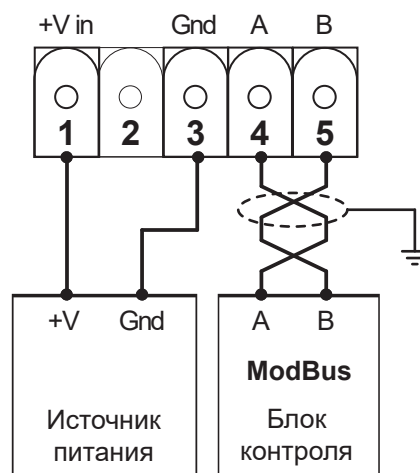 +V in Gnd A B
1 2 3 4 5
+V Gnd A B
ModBus
Источник
питания
Блок
контроля